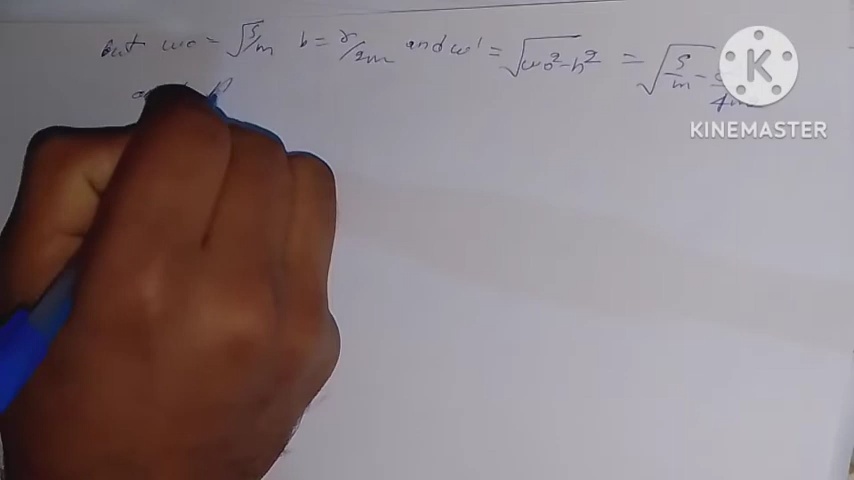 but ω₀ = √s/m b = r/2m and ω' = √ω₀²-b² = √s/m -
KINEMASTER